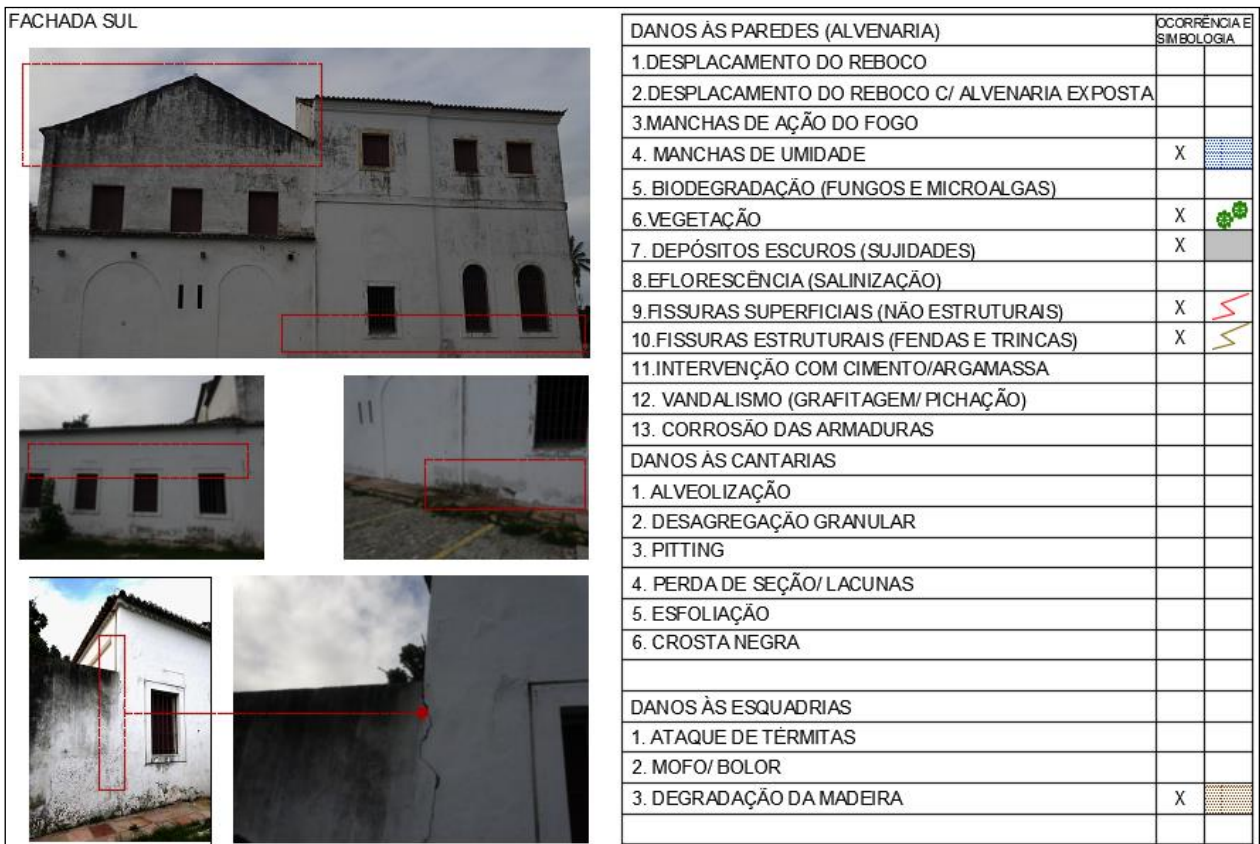 FACHADA SUL
DANOS ÀS PAREDES (ALVENARIA)
OCORRÊNCIA E
SIMBOLOGIA
1.DESPLACAMENTO DO REBOCO
2.DESPLACAMENTO DO REBOCO C/ ALVENARIA EXPOSTA
3.MANCHAS DE AÇÃO DO FOGO
4. MANCHAS DE UMIDADE X
5. BIODEGRADAÇÃO (FUNGOS E MICROALGAS)
6.VEGETAÇÃO X
7. DEPÓSITOS ESCUROS (SUJIDADES) X
8.EFLORESCÊNCIA (SALINIZAÇÃO)
9.FISSURAS SUPERFICIAIS (NÃO ESTRUTURAIS) X
10.FISSURAS ESTRUTURAIS (FENDAS E TRINCAS) X
11.INTERVENÇÃO COM CIMENTO/ARGAMASSA
12. VANDALISMO (GRAFITAGEM/ PICHAÇÃO)
13. CORROSÃO DAS ARMADURAS
DANOS ÀS CANTARIAS
1. ALVEOLIZAÇÃO
2. DESAGREGAÇÃO GRANULAR
3. PITTING
4. PERDA DE SEÇÃO/ LACUNAS
5. ESFOLIAÇÃO
6. CROSTA NEGRA
DANOS ÀS ESQUADRIAS
1. ATAQUE DE TÉRMITAS
2. MOFO/ BOLOR
3. DEGRADAÇÃO DA MADEIRA X